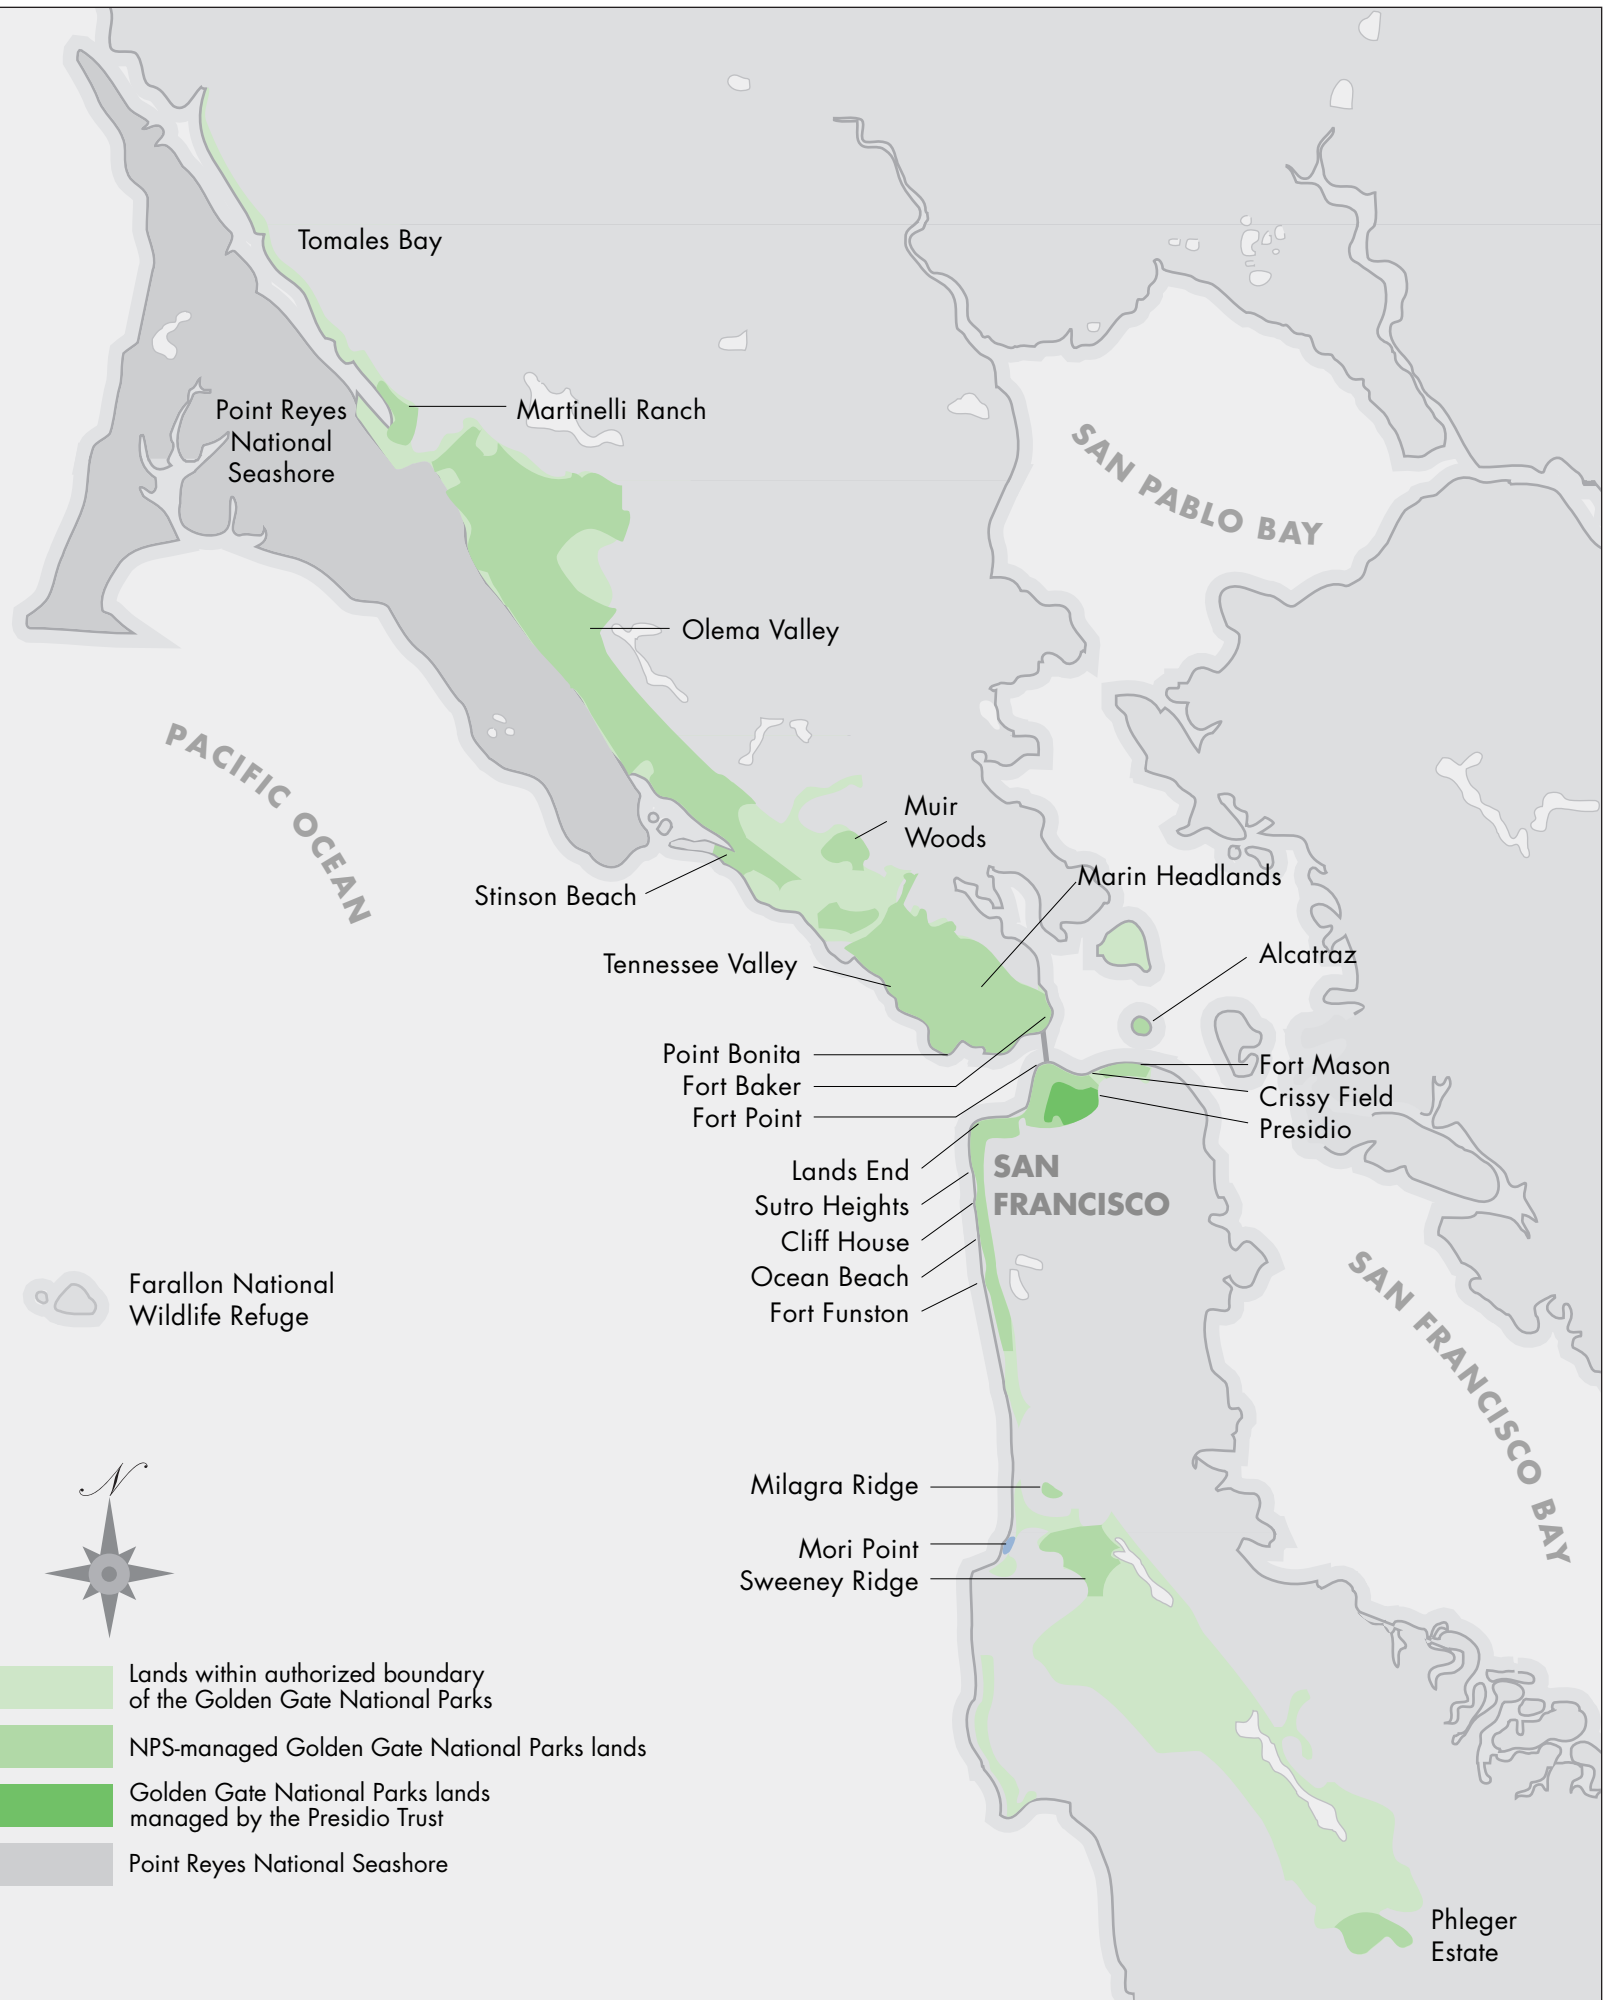 Tomales Bay
Point Reyes
National
Seashore
Martinelli Ranch
SAN PABLO BAY
Olema Valley
PACIFIC OCEAN
Muir
Woods
Marin Headlands
Stinson Beach
Alcatraz
Tennessee Valley
Point Bonita
Fort Baker
Fort Point
Fort Mason
Crissy Field
Presidio
Lands End
Sutro Heights
Cliff House
Ocean Beach
Fort Funston
SAN
FRANCISCO
Farallon National
Wildlife Refuge
SAN FRANCISCO BAY
N
Milagra Ridge
Mori Point
Sweeney Ridge
Lands within authorized boundary
of the Golden Gate National Parks
NPS-managed Golden Gate National Parks lands
Golden Gate National Parks lands
managed by the Presidio Trust
Point Reyes National Seashore
Phleger
Estate